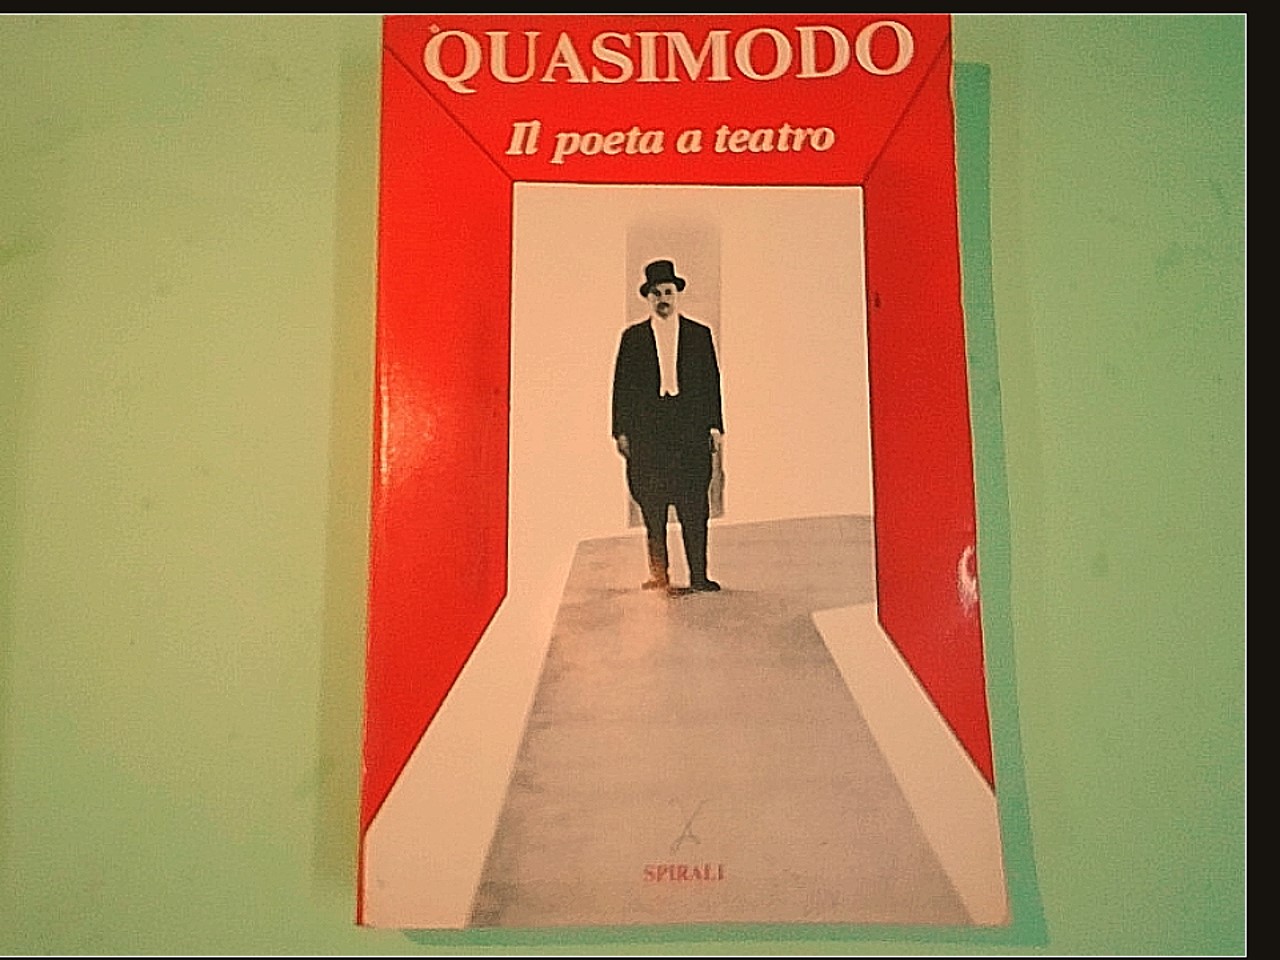 QUASIMODO
Il poeta a teatro
SPIRALI